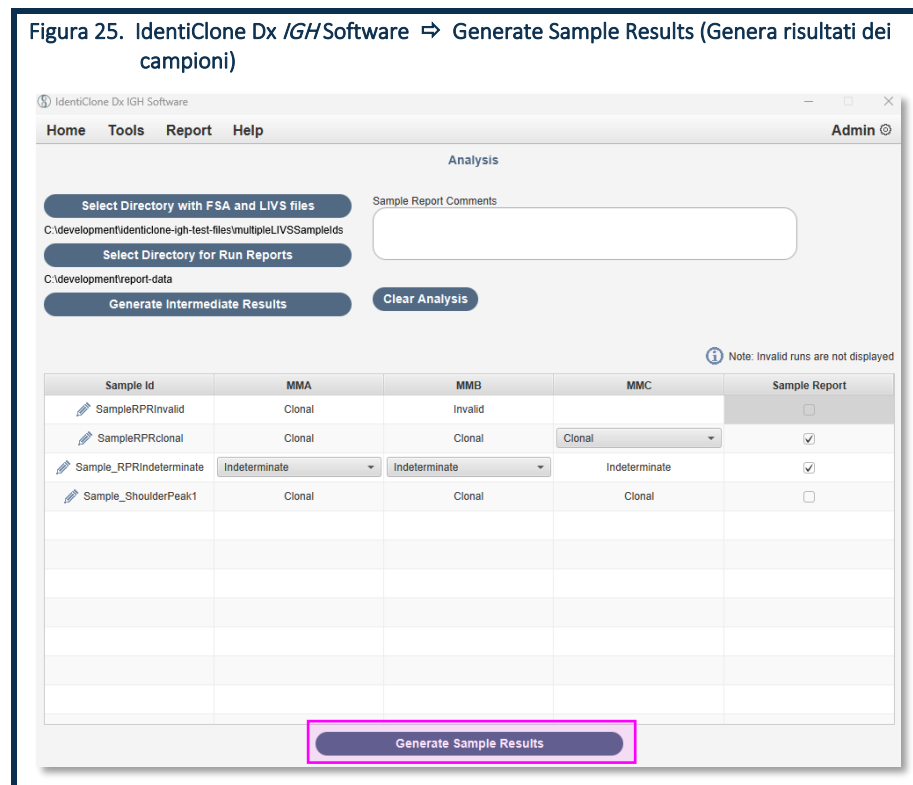 Figura 25. IdentiClone Dx IGH Software ⇨ Generate Sample Results (Genera risultati dei
campioni)
IdentiClone Dx IGH Software
Home Tools Report Help Admin
Analysis
Select Directory with FSA and LIVS files
C:\development\identiclone-igh-test-files\multipleLIVSSampleIds
Select Directory for Run Reports
C:\development\report-data
Generate Intermediate Results
Sample Report Comments
Clear Analysis
Note: Invalid runs are not displayed
Sample Id MMA MMB MMC Sample Report
SampleRPRInvalid Clonal Invalid
SampleRPRclonal Clonal Clonal Clonal
Sample_RPRIndeterminate Indeterminate Indeterminate Indeterminate
Sample_ShoulderPeak1 Clonal Clonal Clonal
Generate Sample Results